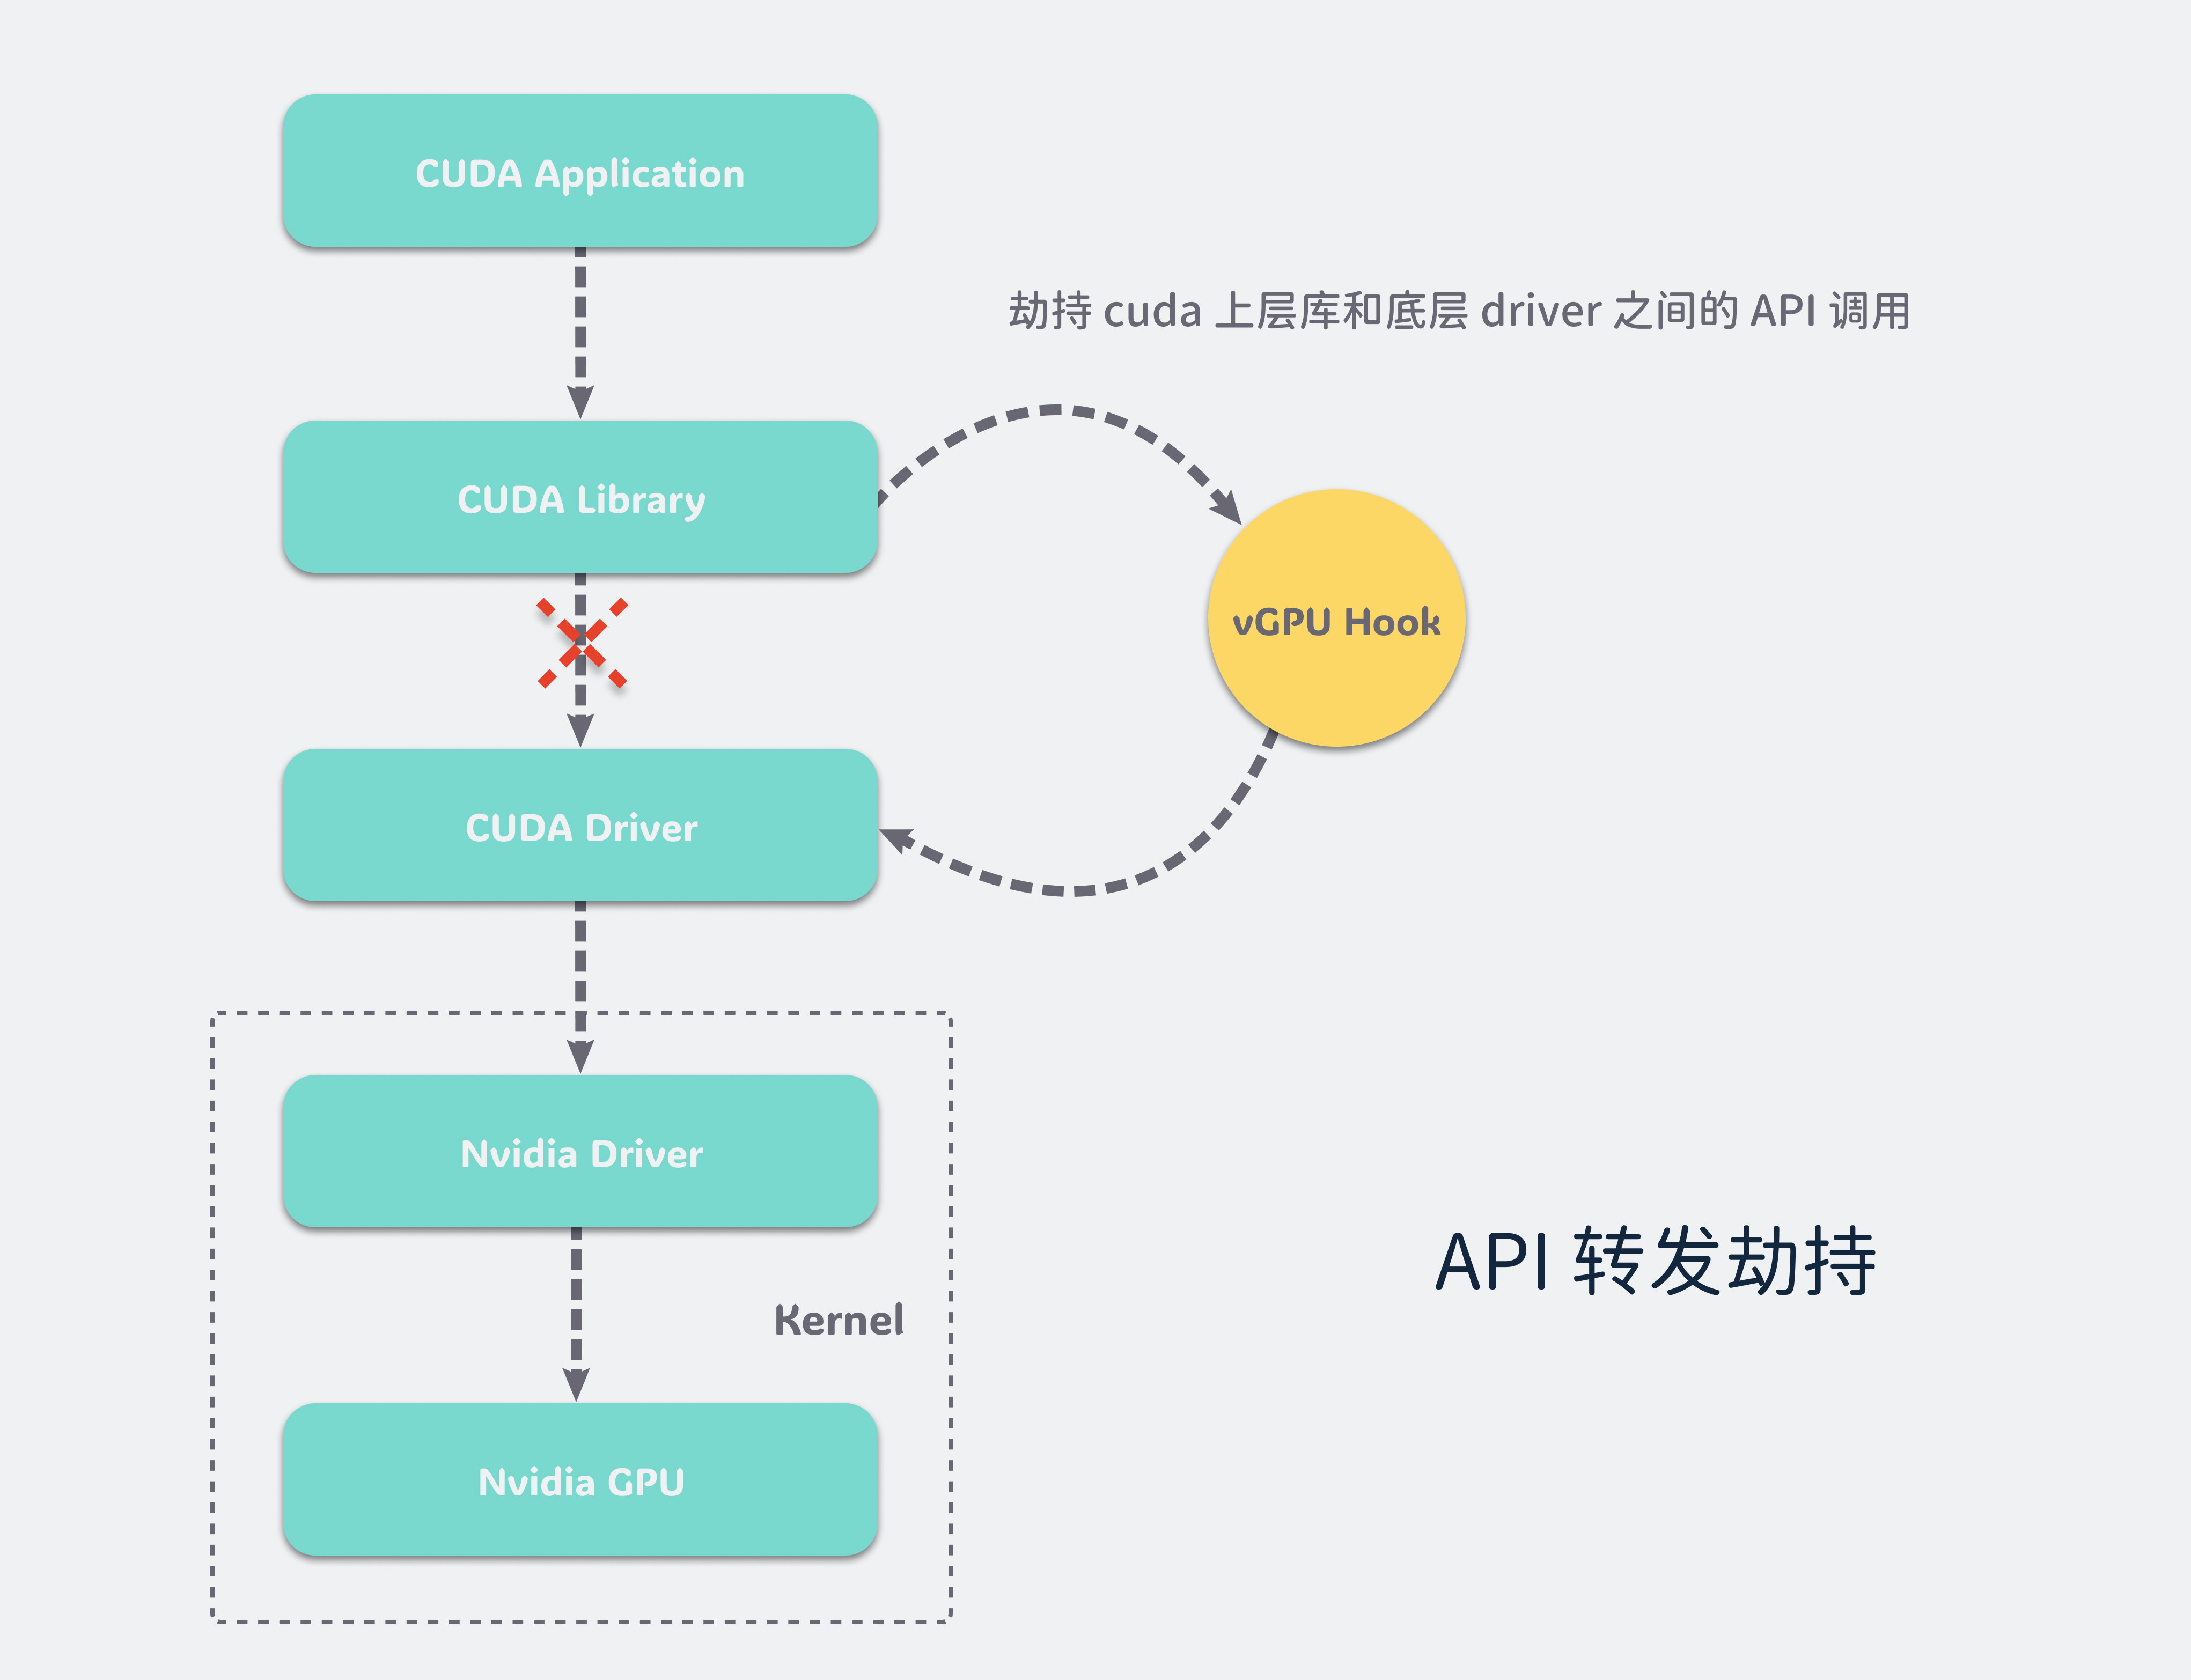 CUDA Application
劫持 cuda 上层库和底层 driver 之间的 API 调用
CUDA Library
vGPU Hook
CUDA Driver
Nvidia Driver
API 转发劫持
Kernel
Nvidia GPU